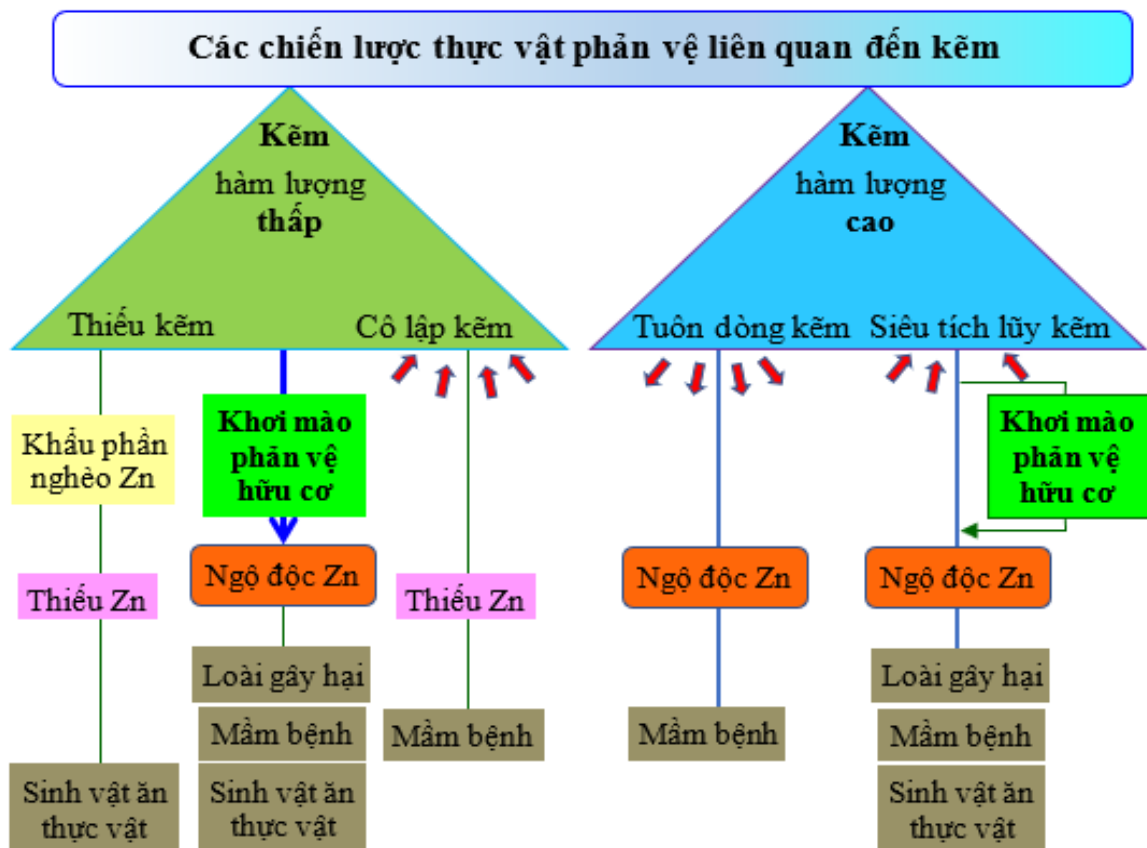 Các chiến lược thực vật phản vệ liên quan đến kẽm
Kẽm
hàm lượng
thấp
Thiếu kẽm
Cô lập kẽm
Kẽm
hàm lượng
cao
Tuôn dòng kẽm
Siêu tích lũy kẽm
Khẩu phần
nghèo Zn
Thiếu Zn
Sinh vật ăn
thực vật
Khơi mào
phản vệ
hữu cơ
Ngộ độc Zn
Loài gây hại
Mầm bệnh
Sinh vật ăn
thực vật
Thiếu Zn
Mầm bệnh
Ngộ độc Zn
Mầm bệnh
Khơi mào
phản vệ
hữu cơ
Ngộ độc Zn
Loài gây hại
Mầm bệnh
Sinh vật ăn
thực vật